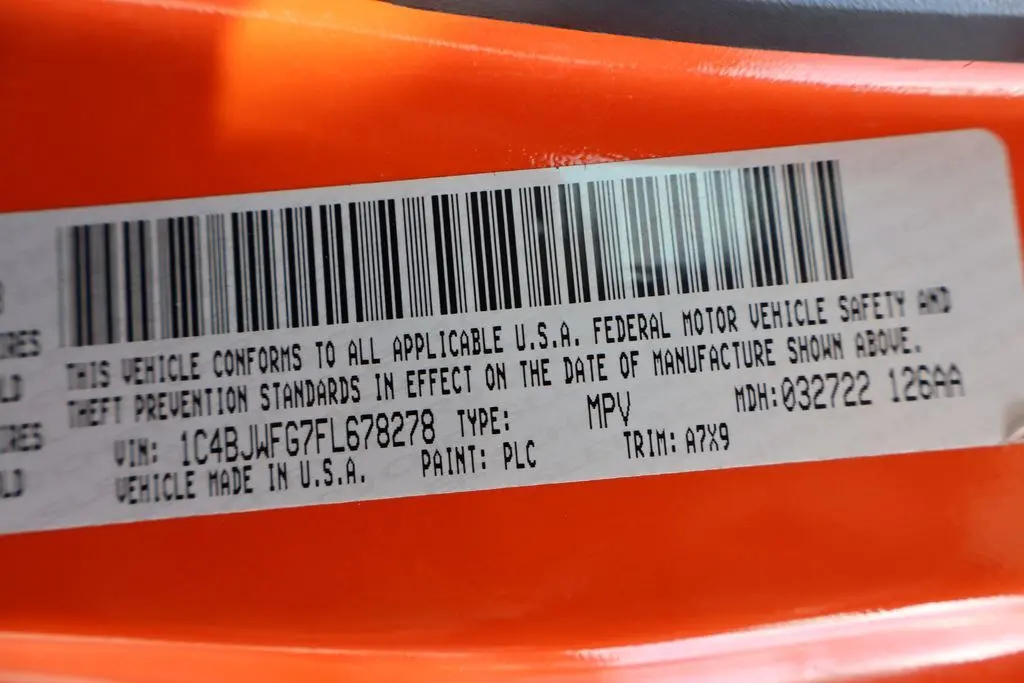 THIS VEHICLE CONFORMS TO ALL APPLICABLE U.S.A. FEDERAL MOTOR VEHICLE SAFETY AND
THEFT PREVENTION STANDARDS IN EFFECT ON THE DATE OF MANUFACTURE SHOWN ABOVE.
VIN: 1C4BJWFG7FL678278 TYPE: MPV MDH:032722 126AA
VEHICLE MADE IN U.S.A. PAINT: PLC TRIM: A7X9